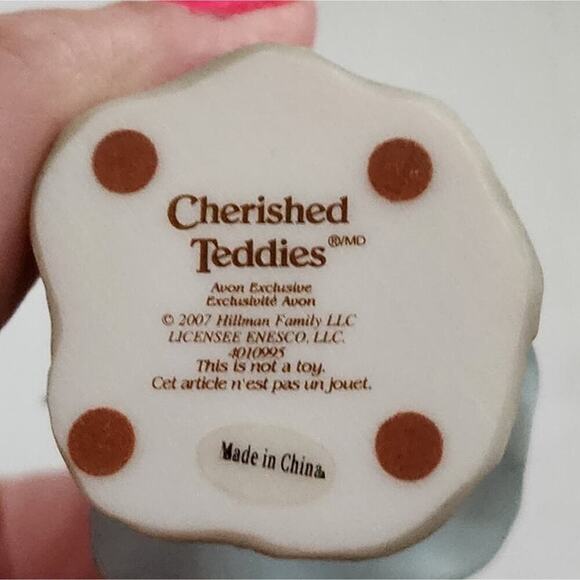 Cherished
Teddies®/MD
Avon Exclusive
Exclusivité Avon
© 2007 Hillman Family LLC
LICENSEE ENESCO, LLC.
4010995
This is not a toy.
Cet article n'est pas un jouet.
Made in China